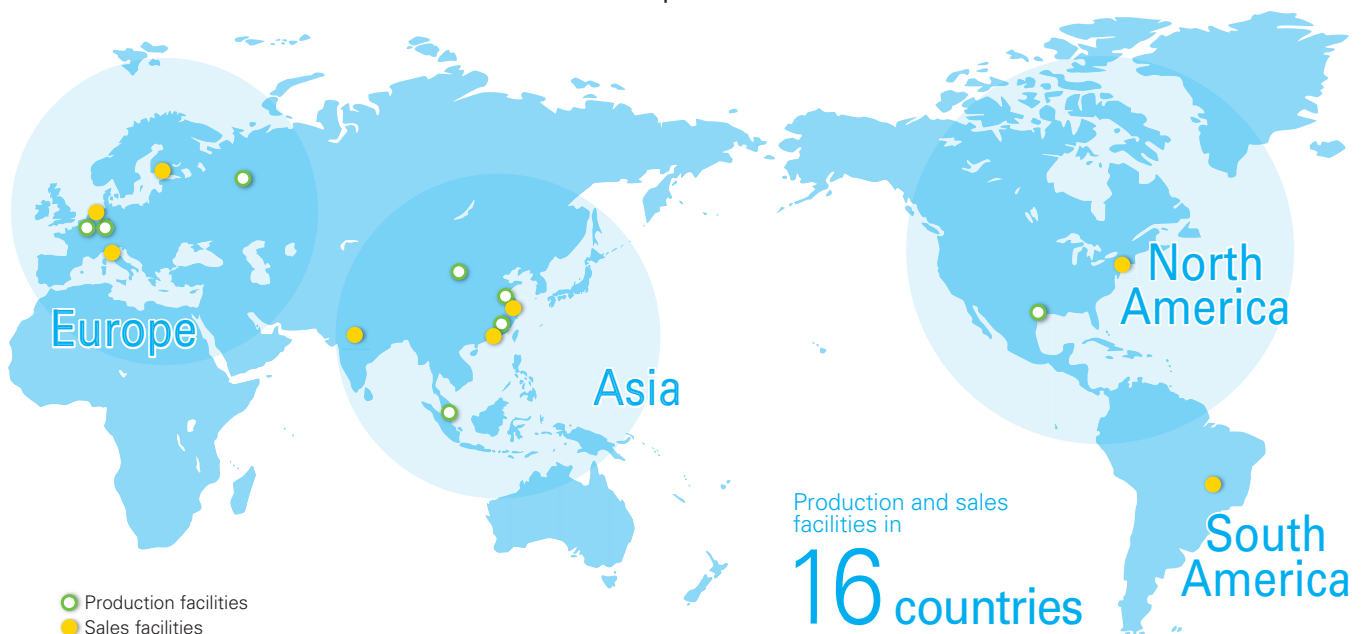 Europe
Asia
North
America
South
America
Production and sales
facilities in
16 countries
Production facilities
Sales facilities